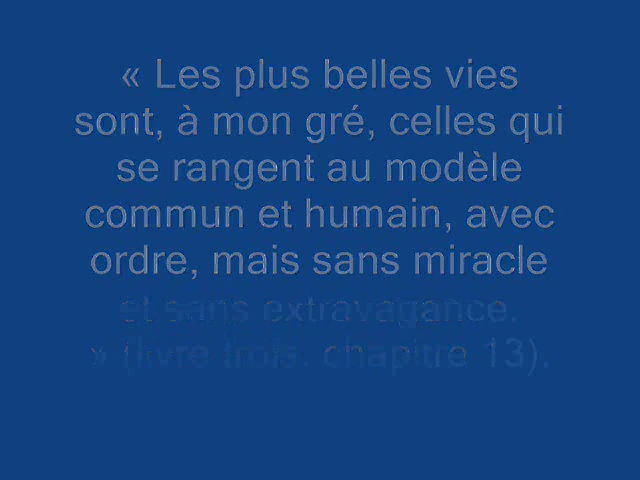 « Les plus belles vies
sont, à mon gré, celles qui
se rangent au modèle
commun et humain, avec
ordre, mais sans miracle
et sans extravagance.
» (livre trois, chapitre 13).